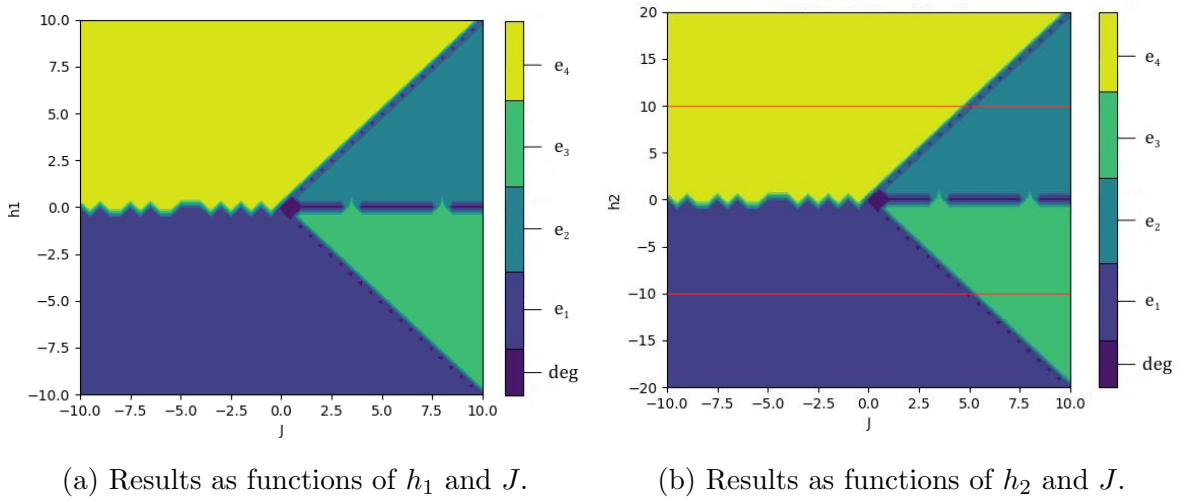 10.0
7.5
5.0
2.5
0.0
−2.5
−5.0
−7.5
−10.0
h1
−10.0 −7.5 −5.0 −2.5 0.0 2.5 5.0 7.5 10.0
J
e4
e3
e2
e1
deg
(a) Results as functions of h1 and J.
20
15
10
5
0
−5
−10
−15
−20
h2
−10.0 −7.5 −5.0 −2.5 0.0 2.5 5.0 7.5 10.0
J
e4
e3
e2
e1
deg
(b) Results as functions of h2 and J.